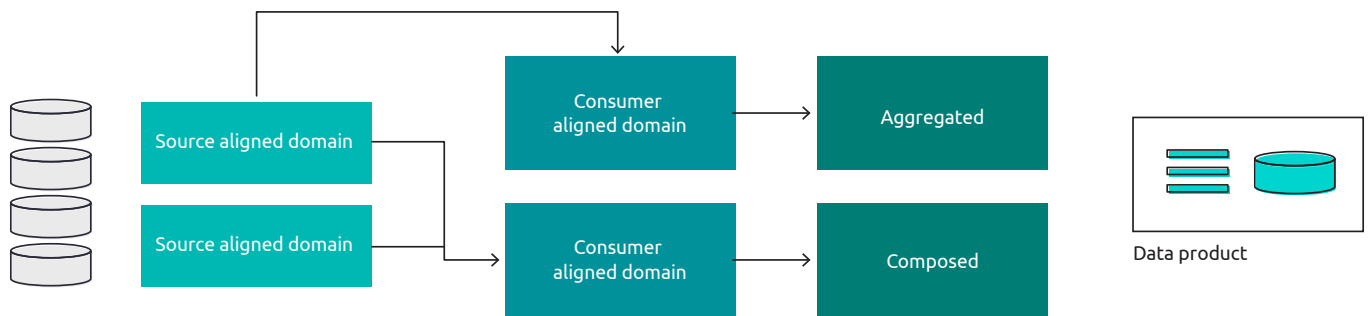 Source aligned domain
Source aligned domain
Consumer
aligned domain
Consumer
aligned domain
Aggregated
Composed
Data product